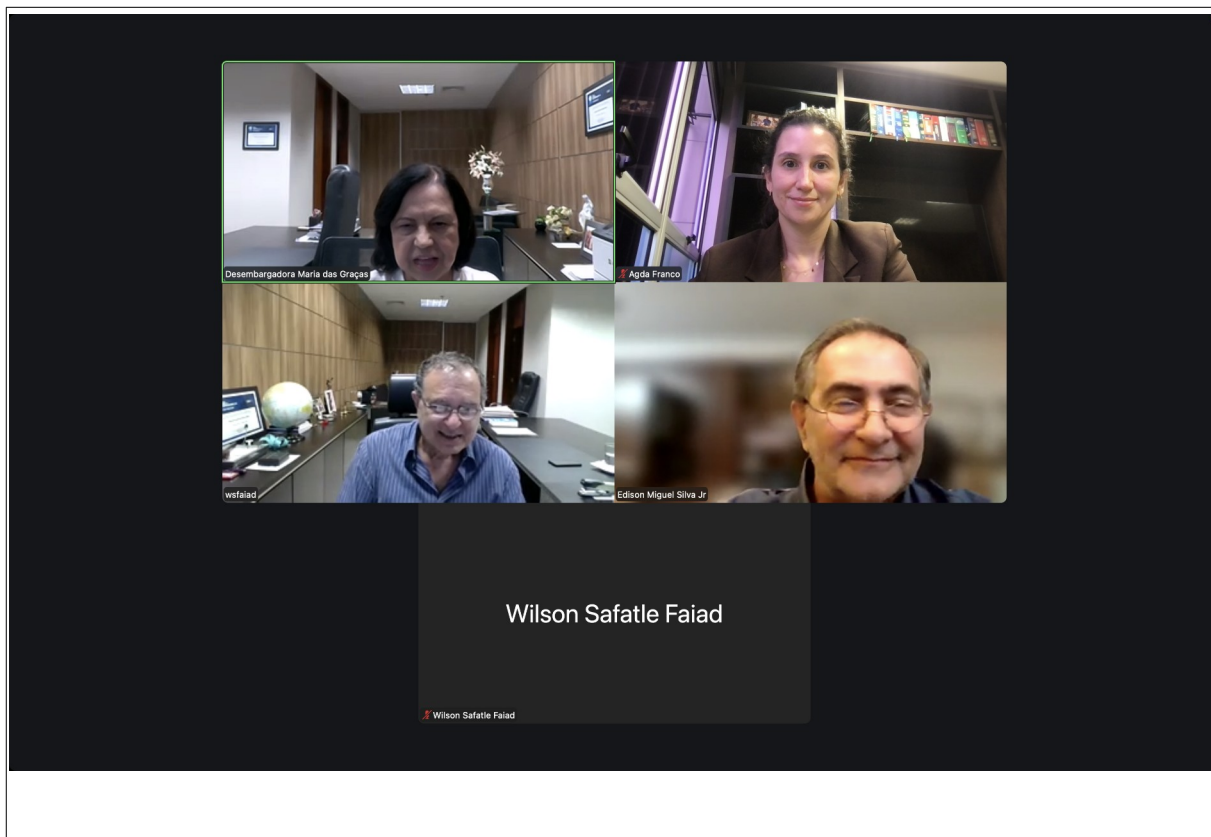 Desembargadora Maria das Graças
Agda Franco
wsfaiad
Edison Miguel Silva Jr
Wilson Safatle Faiad
Wilson Safatle Faiad